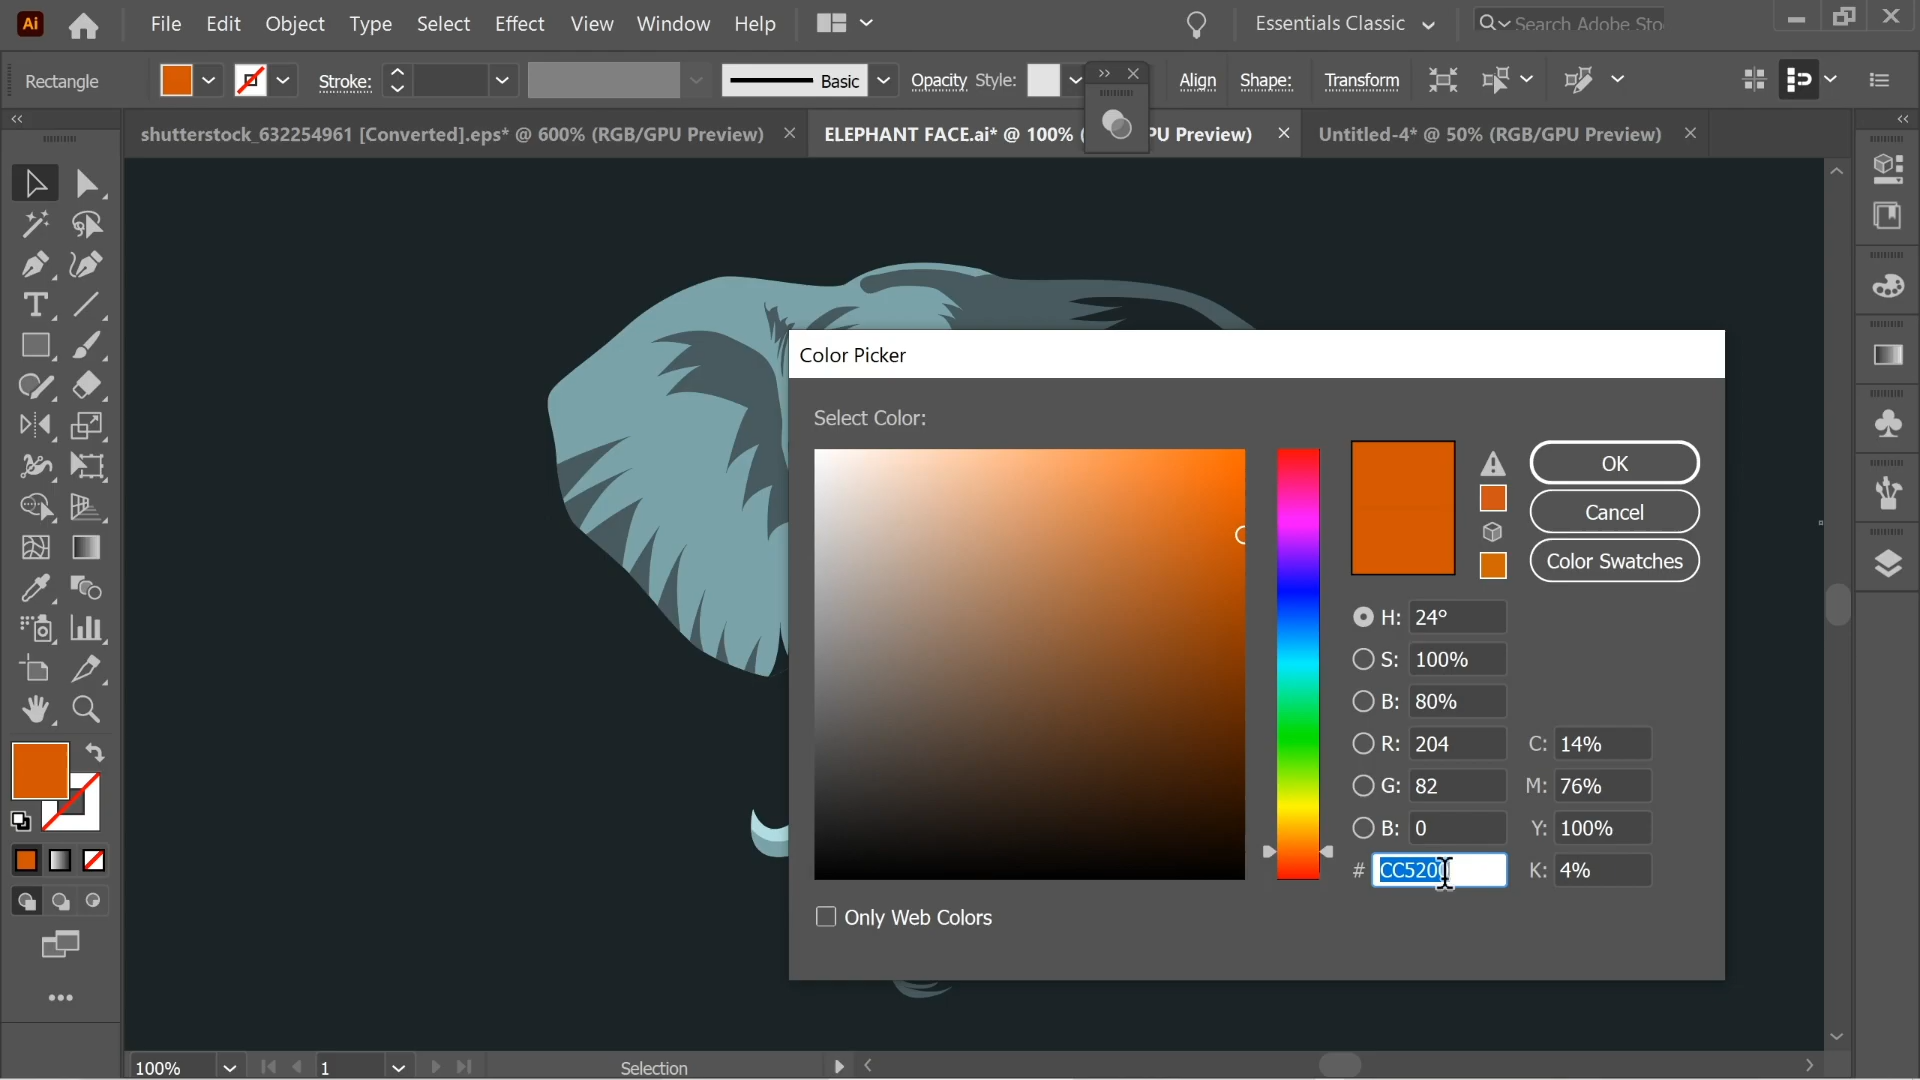 Ai File Edit Object Type Select Effect View Window Help Essentials Classic Search Adobe Sto
Rectangle Stroke: Basic Opacity Style: Align Shape: Transform
shutterstock_632254961 [Converted].eps* @ 600% (RGB/GPU Preview) ELEPHANT FACE.ai* @ 100% ( PU Preview) Untitled-4* @ 50% (RGB/GPU Preview)
Color Picker
Select Color:
OK
Cancel
Color Swatches
H: 24°
S: 100%
B: 80%
R: 204 C: 14%
G: 82 M: 76%
B: 0 Y: 100%
# CC5200 K: 4%
Only Web Colors
100% 1 Selection